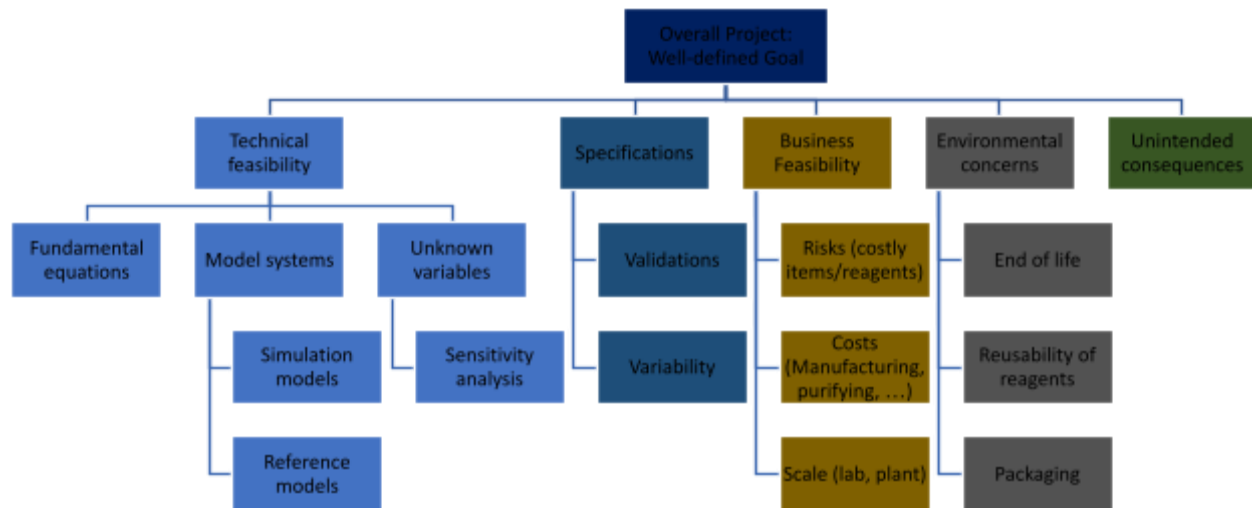 Overall Project:
Well-defined Goal
Technical
feasibility
Specifications
Business
Feasibility
Environmental
concerns
Unintended
consequences
Fundamental
equations
Model systems
Unknown
variables
Validations
Risks (costly
items/reagents)
End of life
Simulation
models
Sensitivity
analysis
Variability
Costs
(Manufacturing,
purifying, …)
Reusability of
reagents
Reference
models
Scale (lab, plant)
Packaging